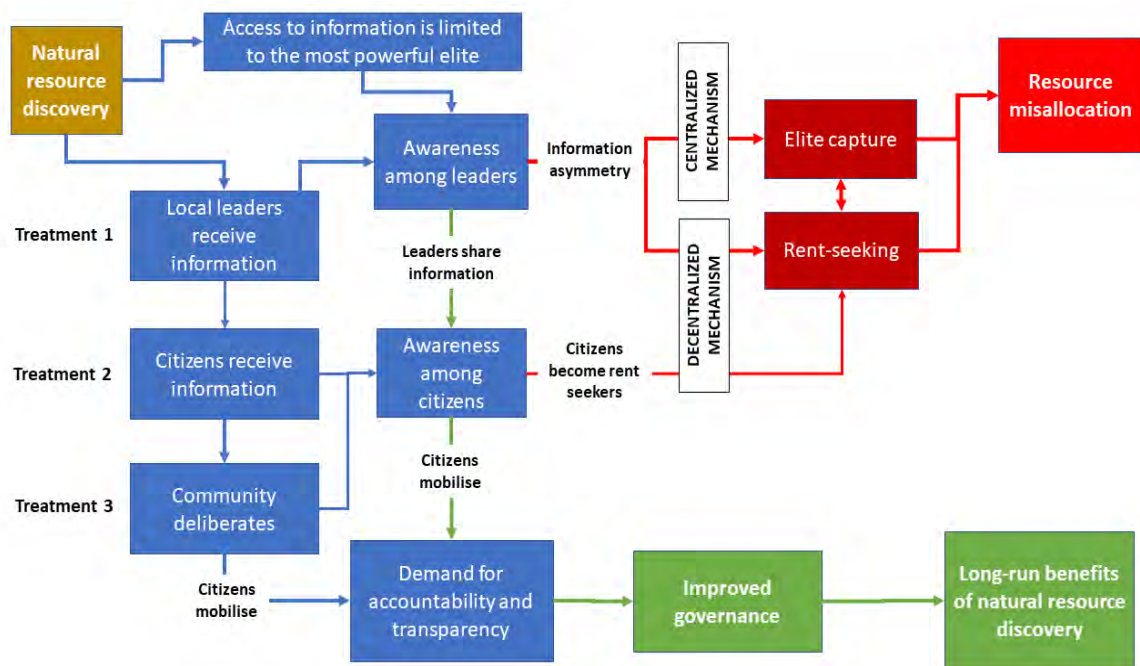 Natural
resource
discovery
Access to information is limited
to the most powerful elite
Awareness
among leaders
Information
asymmetry
CENTRALIZED
MECHANISM
Elite capture
Resource
misallocation
Treatment 1
Local leaders
receive
information
Leaders share
information
DECENTRALIZED
MECHANISM
Rent-seeking
Treatment 2
Citizens receive
information
Awareness
among
citizens
Citizens
become rent
seekers
Treatment 3
Community
deliberates
Citizens
mobilise
Citizens
mobilise
Demand for
accountability and
transparency
Improved
governance
Long-run benefits
of natural resource
discovery